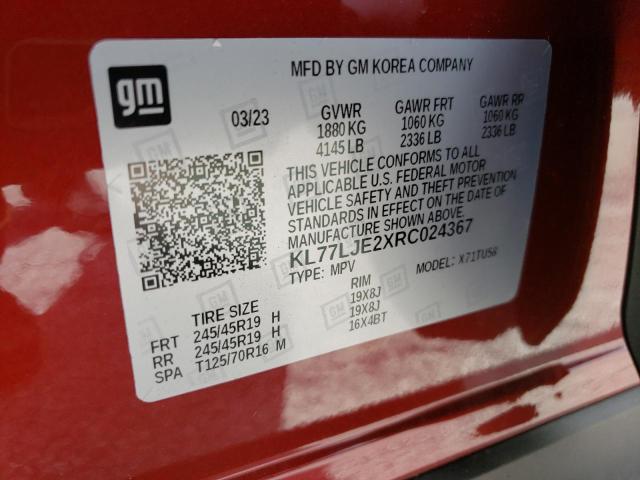 gm
MFD BY GM KOREA COMPANY
03/23
GVWR
1880 KG
4145 LB
GAWR FRT
1060 KG
2336 LB
GAWR RR
1060 KG
2336 LB
THIS VEHICLE CONFORMS TO ALL
APPLICABLE U.S. FEDERAL MOTOR
VEHICLE SAFETY AND THEFT PREVENTION
STANDARDS IN EFFECT ON THE DATE OF
MANUFACTURE SHOWN ABOVE.
KL77LJE2XRC024367
TYPE: MPV
MODEL: X71TU58
TIRE SIZE
RIM
FRT 245/45R19 H 19X8J
RR 245/45R19 H 19X8J
SPA T125/70R16 M 16X4BT